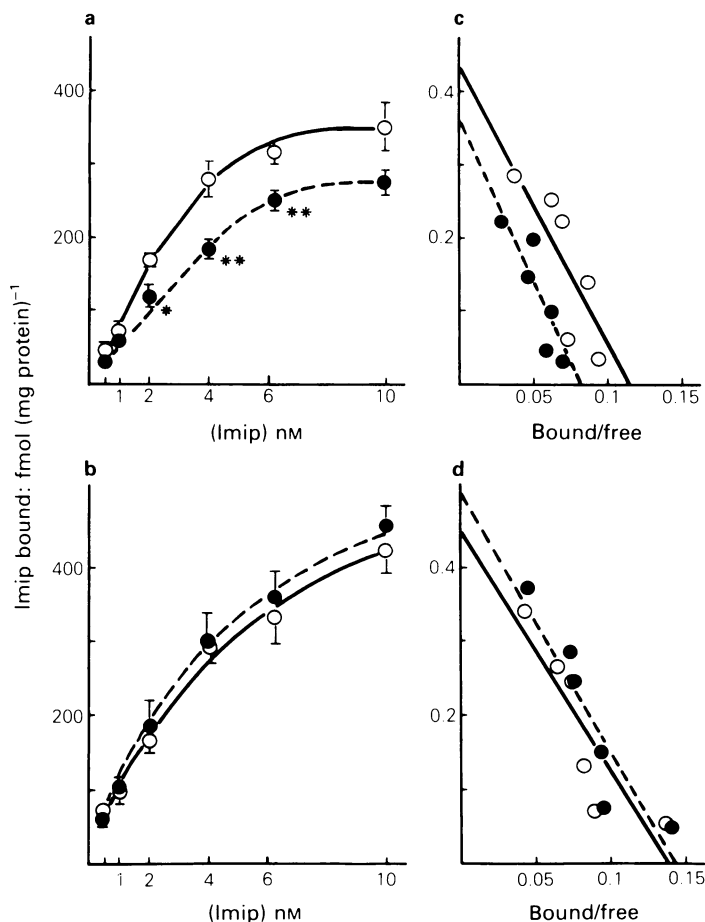 a
400
200
*
**
**
1 2 4 6 10
(Imip) nM
c
0.4
0.2
0.05 0.1 0.15
Bound/free
Imip bound: fmol (mg protein)⁻¹
b
400
200
1 2 4 6 10
(Imip) nM
d
0.4
0.2
0.05 0.1 0.15
Bound/free